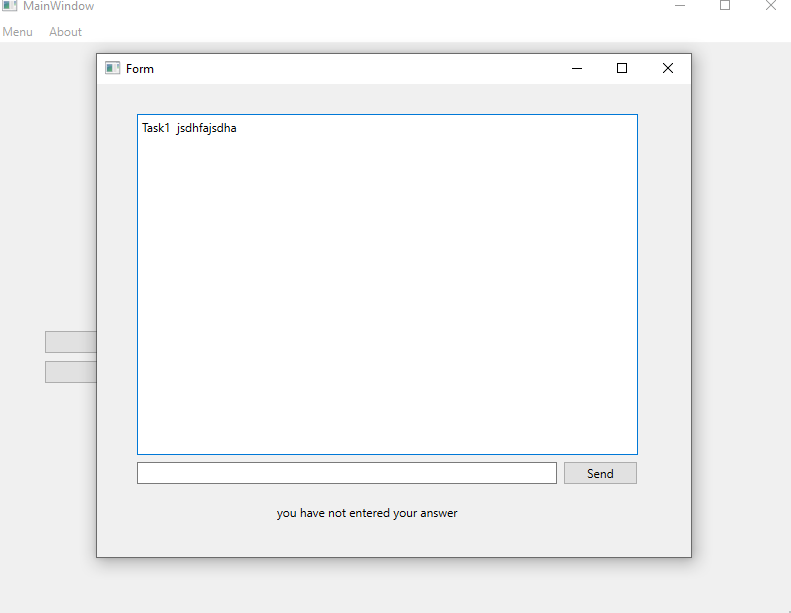 MainWindow
Menu About
Form
Task1 jsdhfajsdha
Send
you have not entered your answer